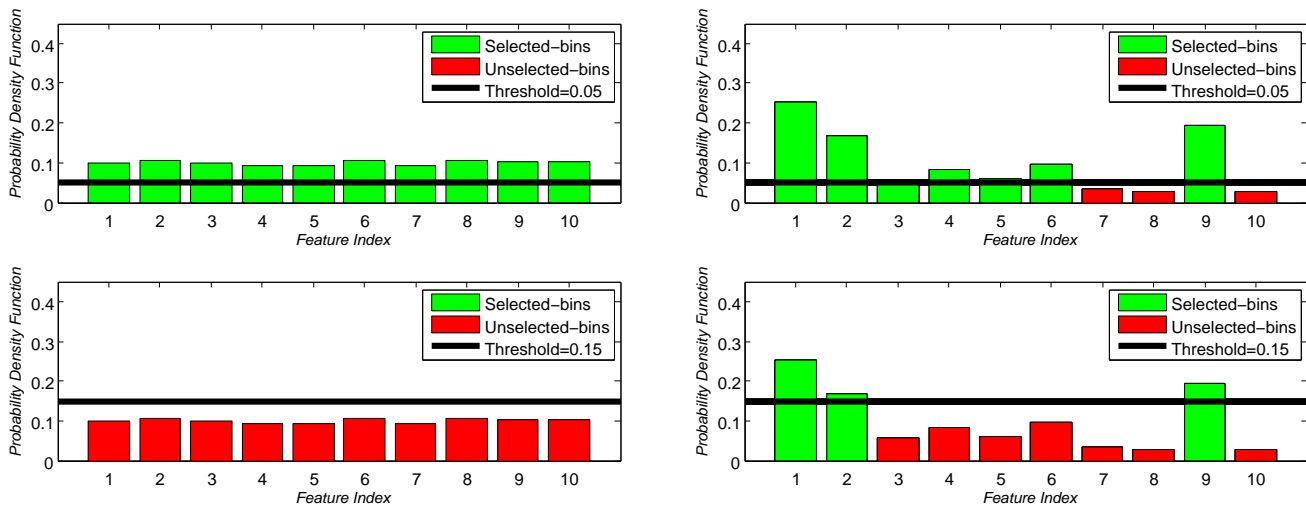 Probability Density Function
0.4
0.3
0.2
0.1
0
Selected-bins
Unselected-bins
Threshold=0.05
1 2 3 4 5 6 7 8 9 10
Feature Index
Probability Density Function
0.4
0.3
0.2
0.1
0
Selected-bins
Unselected-bins
Threshold=0.05
1 2 3 4 5 6 7 8 9 10
Feature Index
Probability Density Function
0.4
0.3
0.2
0.1
0
Selected-bins
Unselected-bins
Threshold=0.15
1 2 3 4 5 6 7 8 9 10
Feature Index
Probability Density Function
0.4
0.3
0.2
0.1
0
Selected-bins
Unselected-bins
Threshold=0.15
1 2 3 4 5 6 7 8 9 10
Feature Index